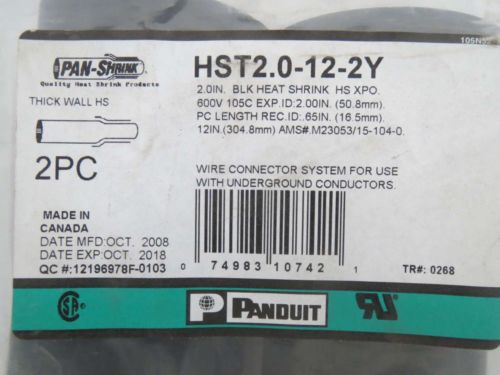 105N52
PAN-SHRINK™
Quality Heat Shrink Products
THICK WALL HS
2PC
HST2.0-12-2Y
2.0IN. BLK HEAT SHRINK HS XPO.
600V 105C EXP.ID:2.00IN. (50.8mm).
PC LENGTH REC.ID:.65IN. (16.5mm).
12IN.(304.8mm) AMS#.M23053/15-104-0.
WIRE CONNECTOR SYSTEM FOR USE
WITH UNDERGROUND CONDUCTORS.
MADE IN
CANADA
DATE MFD:OCT. 2008
DATE EXP:OCT. 2018
QC #:12196978F-0103
0 74983 10742 1
TR#: 0268
PANDUIT